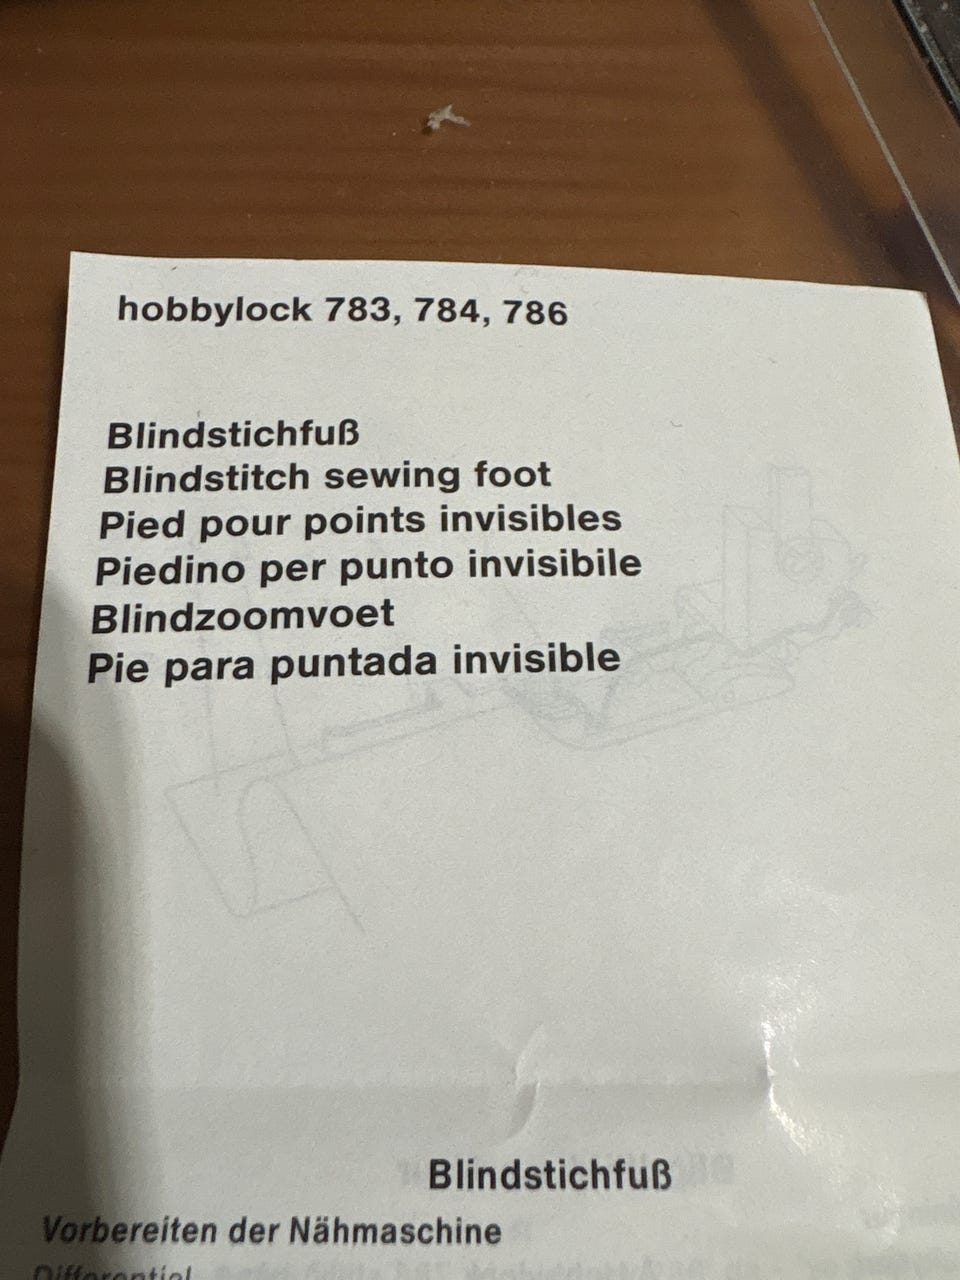 hobbylock 783, 784, 786
Blindstichfuß
Blindstitch sewing foot
Pied pour points invisibles
Piedino per punto invisibile
Blindzoomvoet
Pie para puntada invisible
Blindstichfuß
Vorbereiten der Nähmaschine
Differential